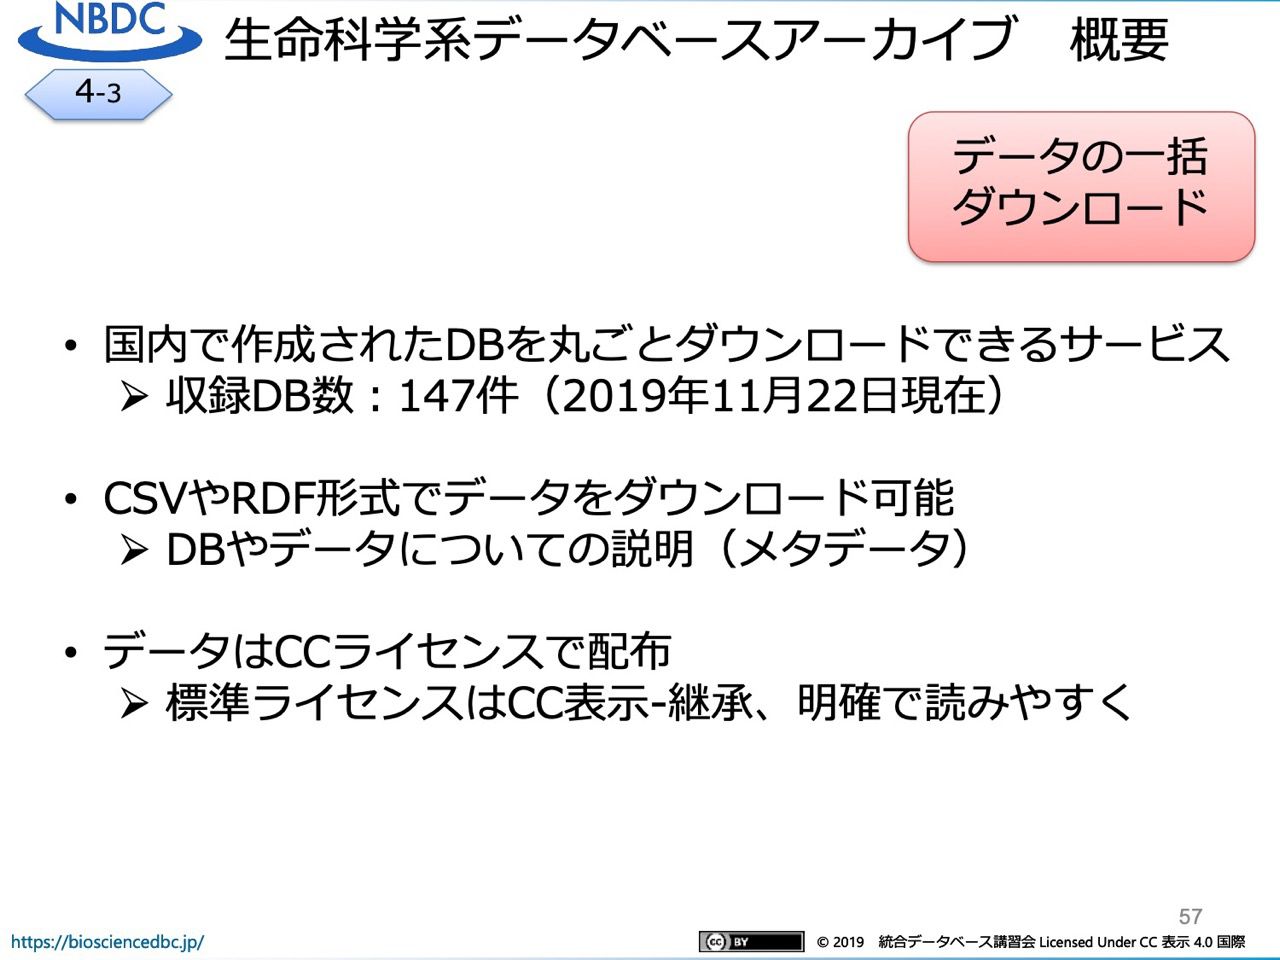 NBDC
生命科学系データベースアーカイブ　概要
4-3
データの一括
ダウンロード
• 国内で作成されたDBを丸ごとダウンロードできるサービス
➢ 収録DB数：147件（2019年11月22日現在）
• CSVやRDF形式でデータをダウンロード可能
➢ DBやデータについての説明（メタデータ）
• データはCCライセンスで配布
➢ 標準ライセンスはCC表示-継承、明確で読みやすく
57
https://biosciencedbc.jp/
cc BY © 2019　統合データベース講習会 Licensed Under CC 表示 4.0 国際